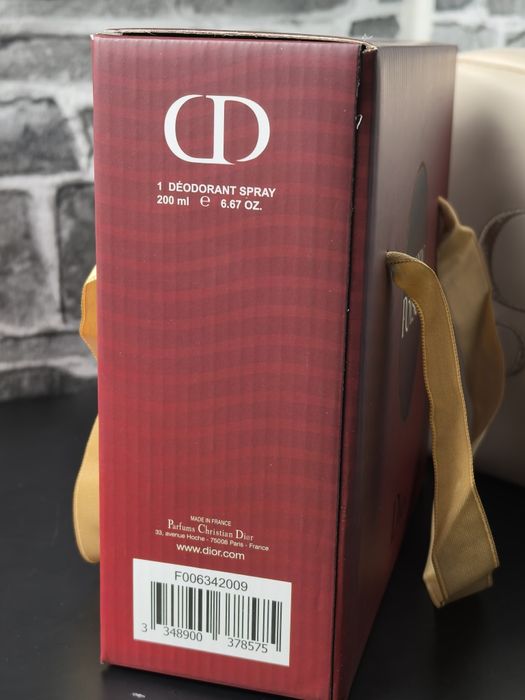 CD
1 DÉODORANT SPRAY
200 ml ℮ 6.67 OZ.
MADE IN FRANCE
Parfums Christian Dior
33, avenue Hoche - 75008 Paris - France
www.dior.com
F006342009
3 348900 378575